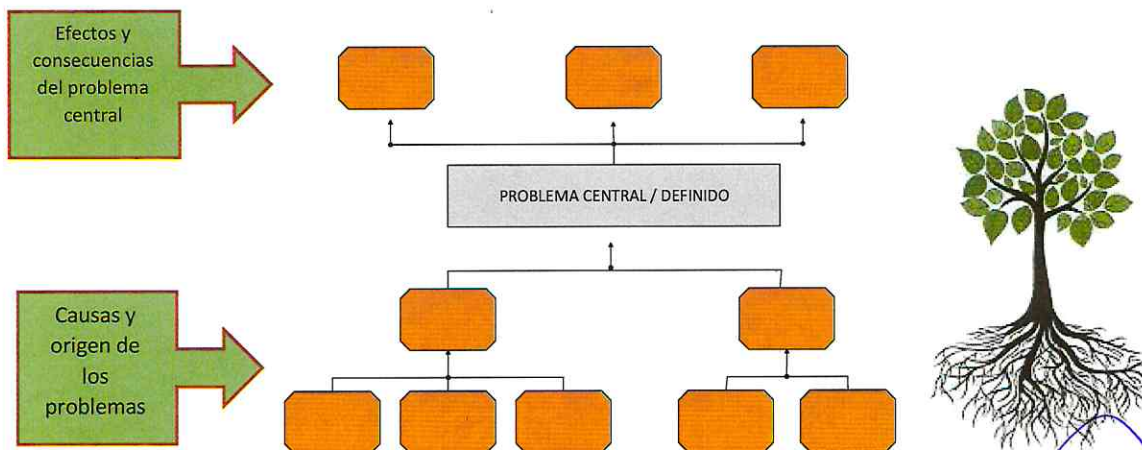 Efectos y
consecuencias
del problema
central
PROBLEMA CENTRAL / DEFINIDO
Causas y
origen de
los
problemas